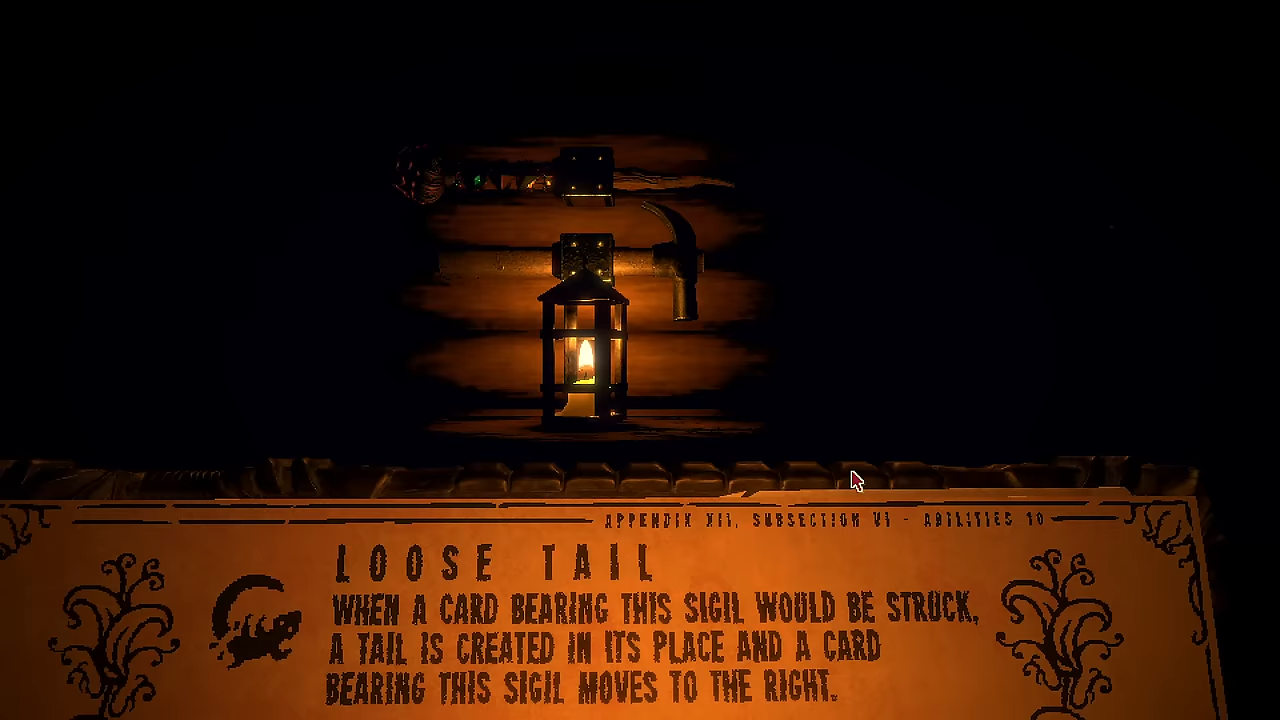 APPENDIX XII, SUBSECTION VI - ABILITIES 10
LOOSE TAIL
WHEN A CARD BEARING THIS SIGIL WOULD BE STRUCK,
A TAIL IS CREATED IN ITS PLACE AND A CARD
BEARING THIS SIGIL MOVES TO THE RIGHT.